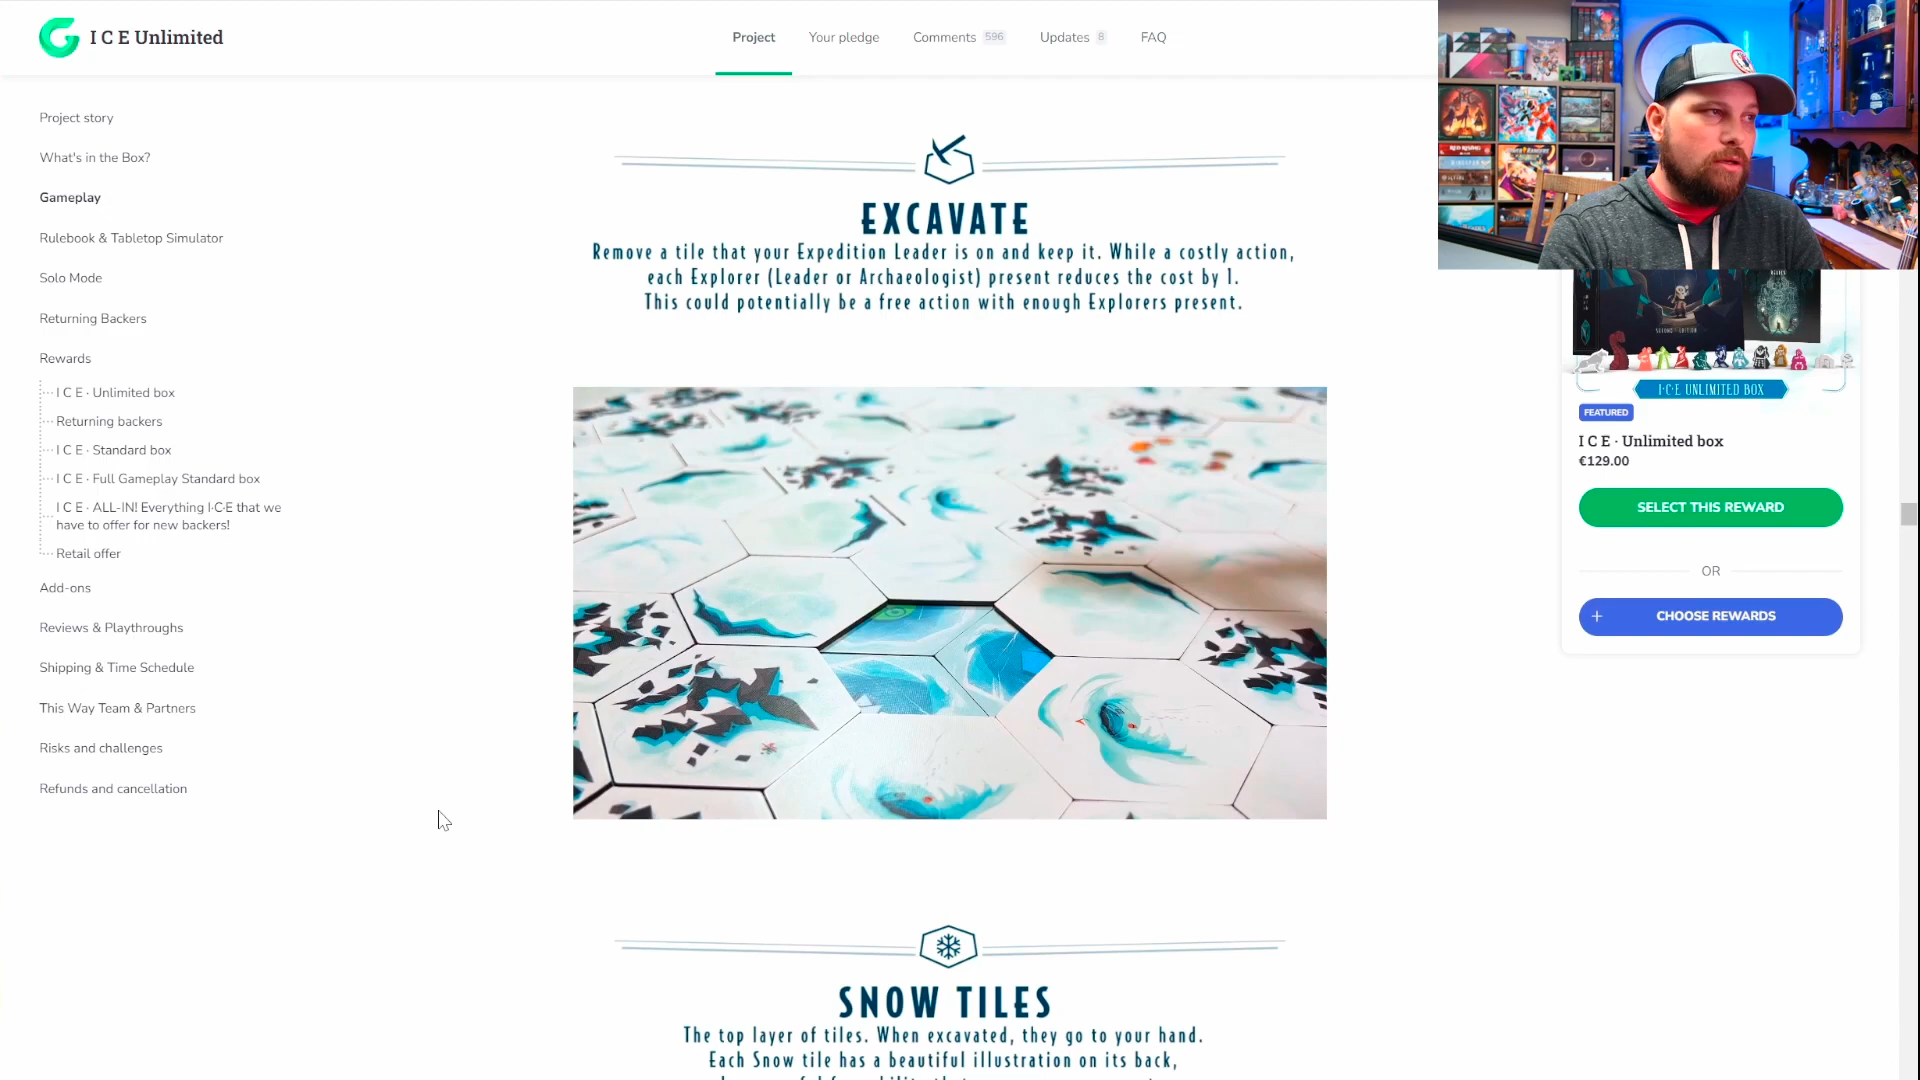 I C E Unlimited
Project
Your pledge
Comments 596
Updates 8
FAQ
Project story
What's in the Box?
Gameplay
Rulebook & Tabletop Simulator
Solo Mode
Returning Backers
Rewards
I C E · Unlimited box
Returning backers
I C E · Standard box
I C E · Full Gameplay Standard box
I C E · ALL-IN! Everything I·C·E that we
have to offer for new backers!
Retail offer
Add-ons
Reviews & Playthroughs
Shipping & Time Schedule
This Way Team & Partners
Risks and challenges
Refunds and cancellation
EXCAVATE
Remove a tile that your Expedition Leader is on and keep it. While a costly action,
each Explorer (Leader or Archaeologist) present reduces the cost by 1.
This could potentially be a free action with enough Explorers present.
SNOW TILES
The top layer of tiles. When excavated, they go to your hand.
Each Snow tile has a beautiful illustration on its back,
RED RISING
SECOND EDITION
I·C·E UNLIMITED BOX
FEATURED
I C E · Unlimited box
€129.00
SELECT THIS REWARD
OR
+ CHOOSE REWARDS